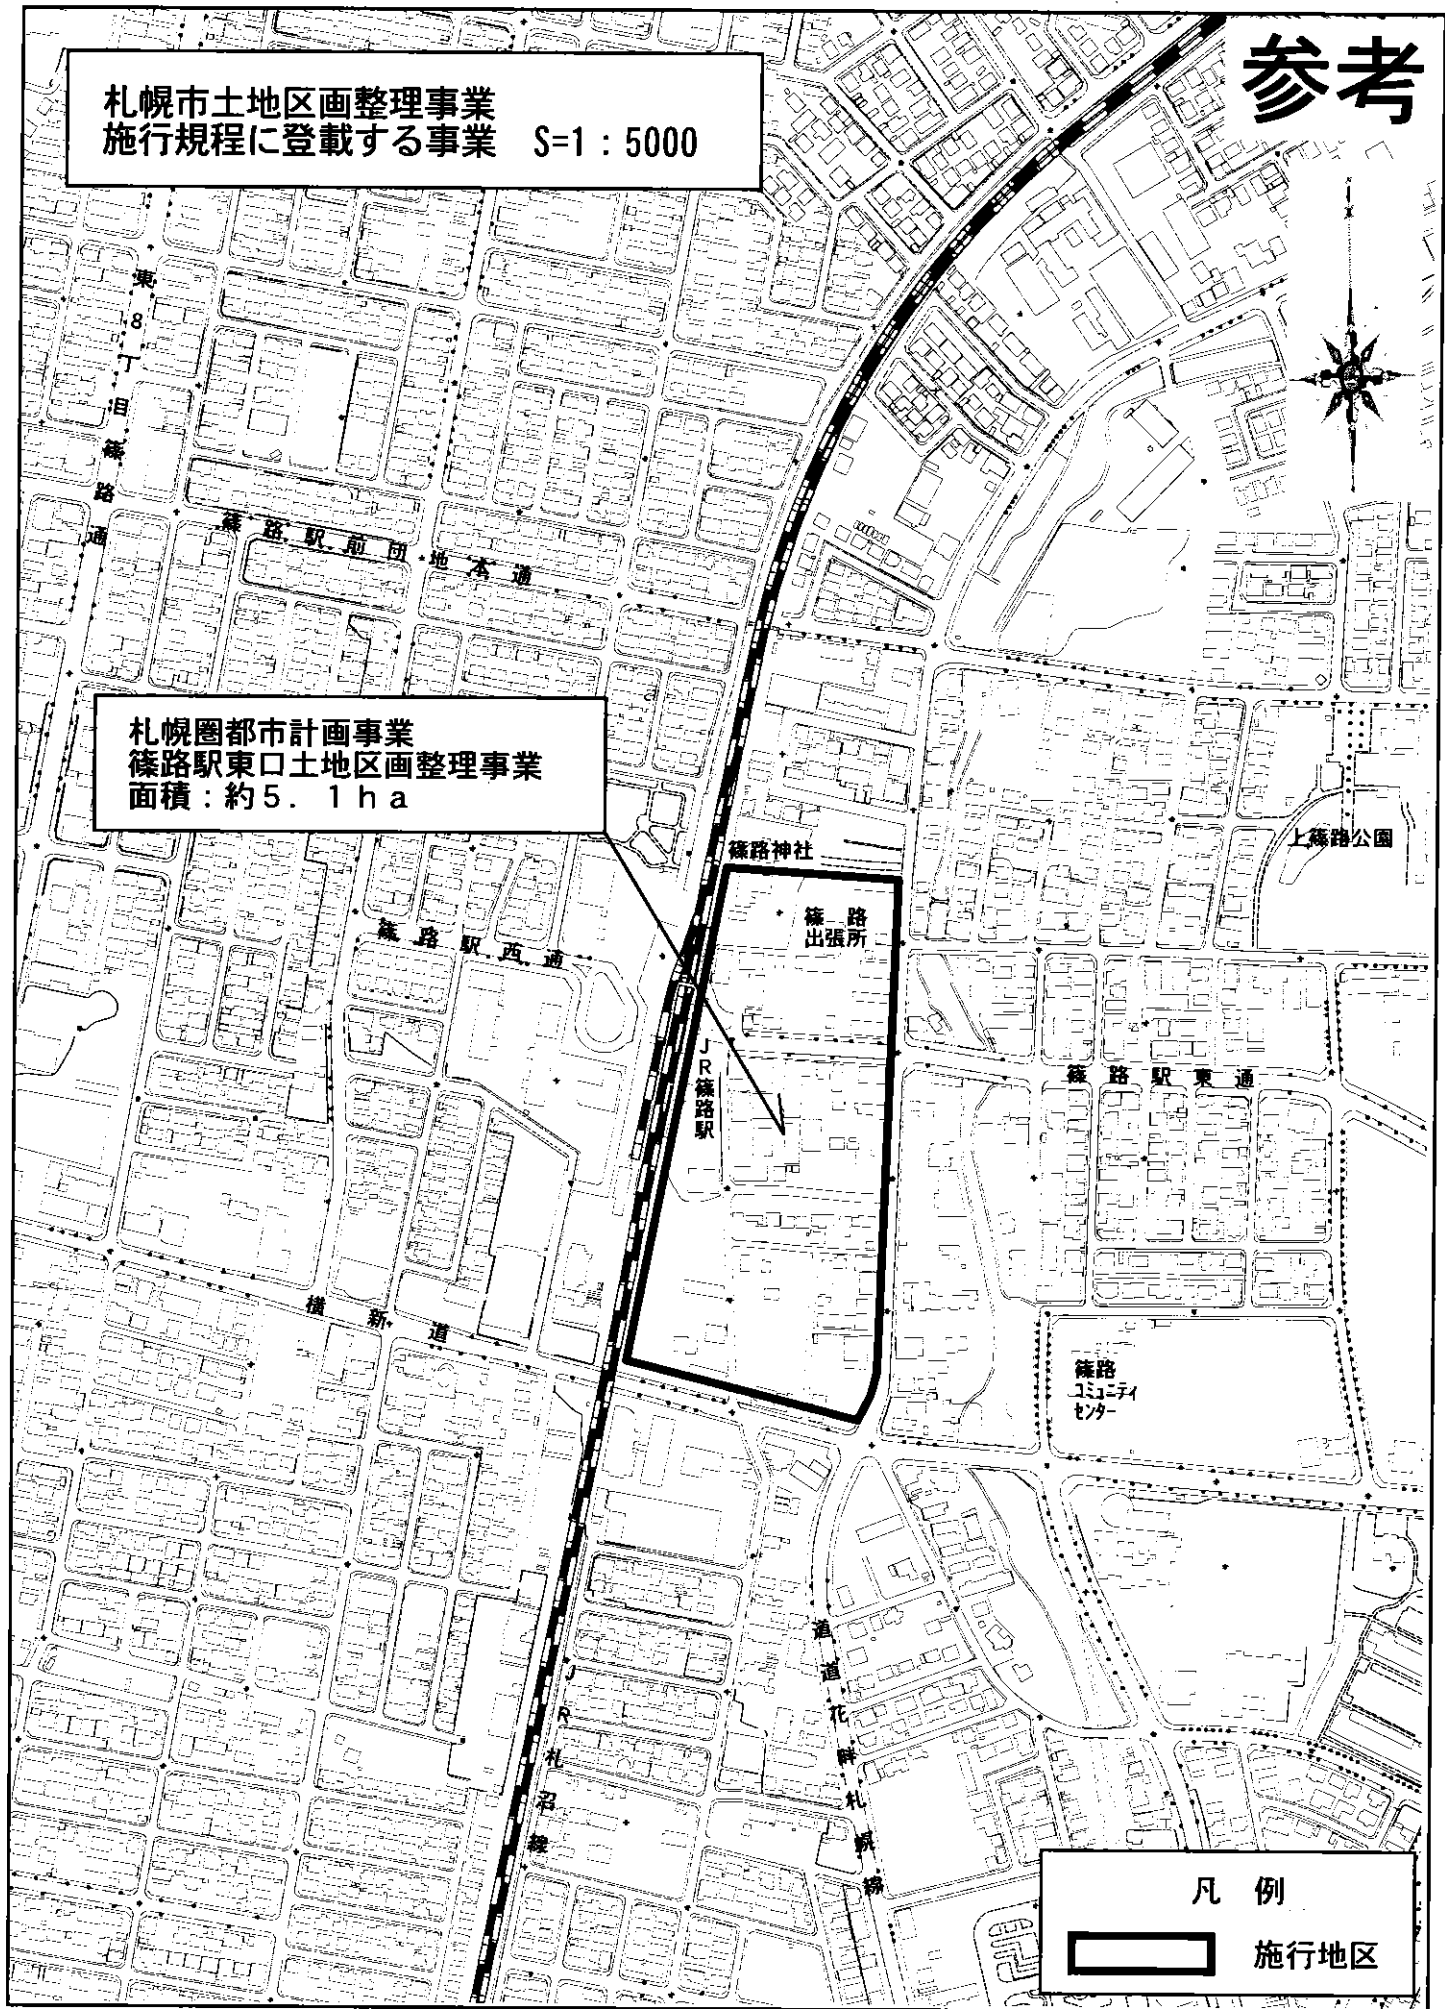 参考
札幌市土地区画整理事業
施行規程に登載する事業　S=1：5000
東8丁目篠路通
篠路駅前団地本通
札幌圏都市計画事業
篠路駅東口土地区画整理事業
面積：約５．１ｈａ
篠路神社
上篠路公園
篠路
出張所
篠路駅西通
JR篠路駅
篠路駅東通
横新道
篠路
コミュニティ
センター
道道花畔札幌線
JR札沼線
凡　例
施行地区